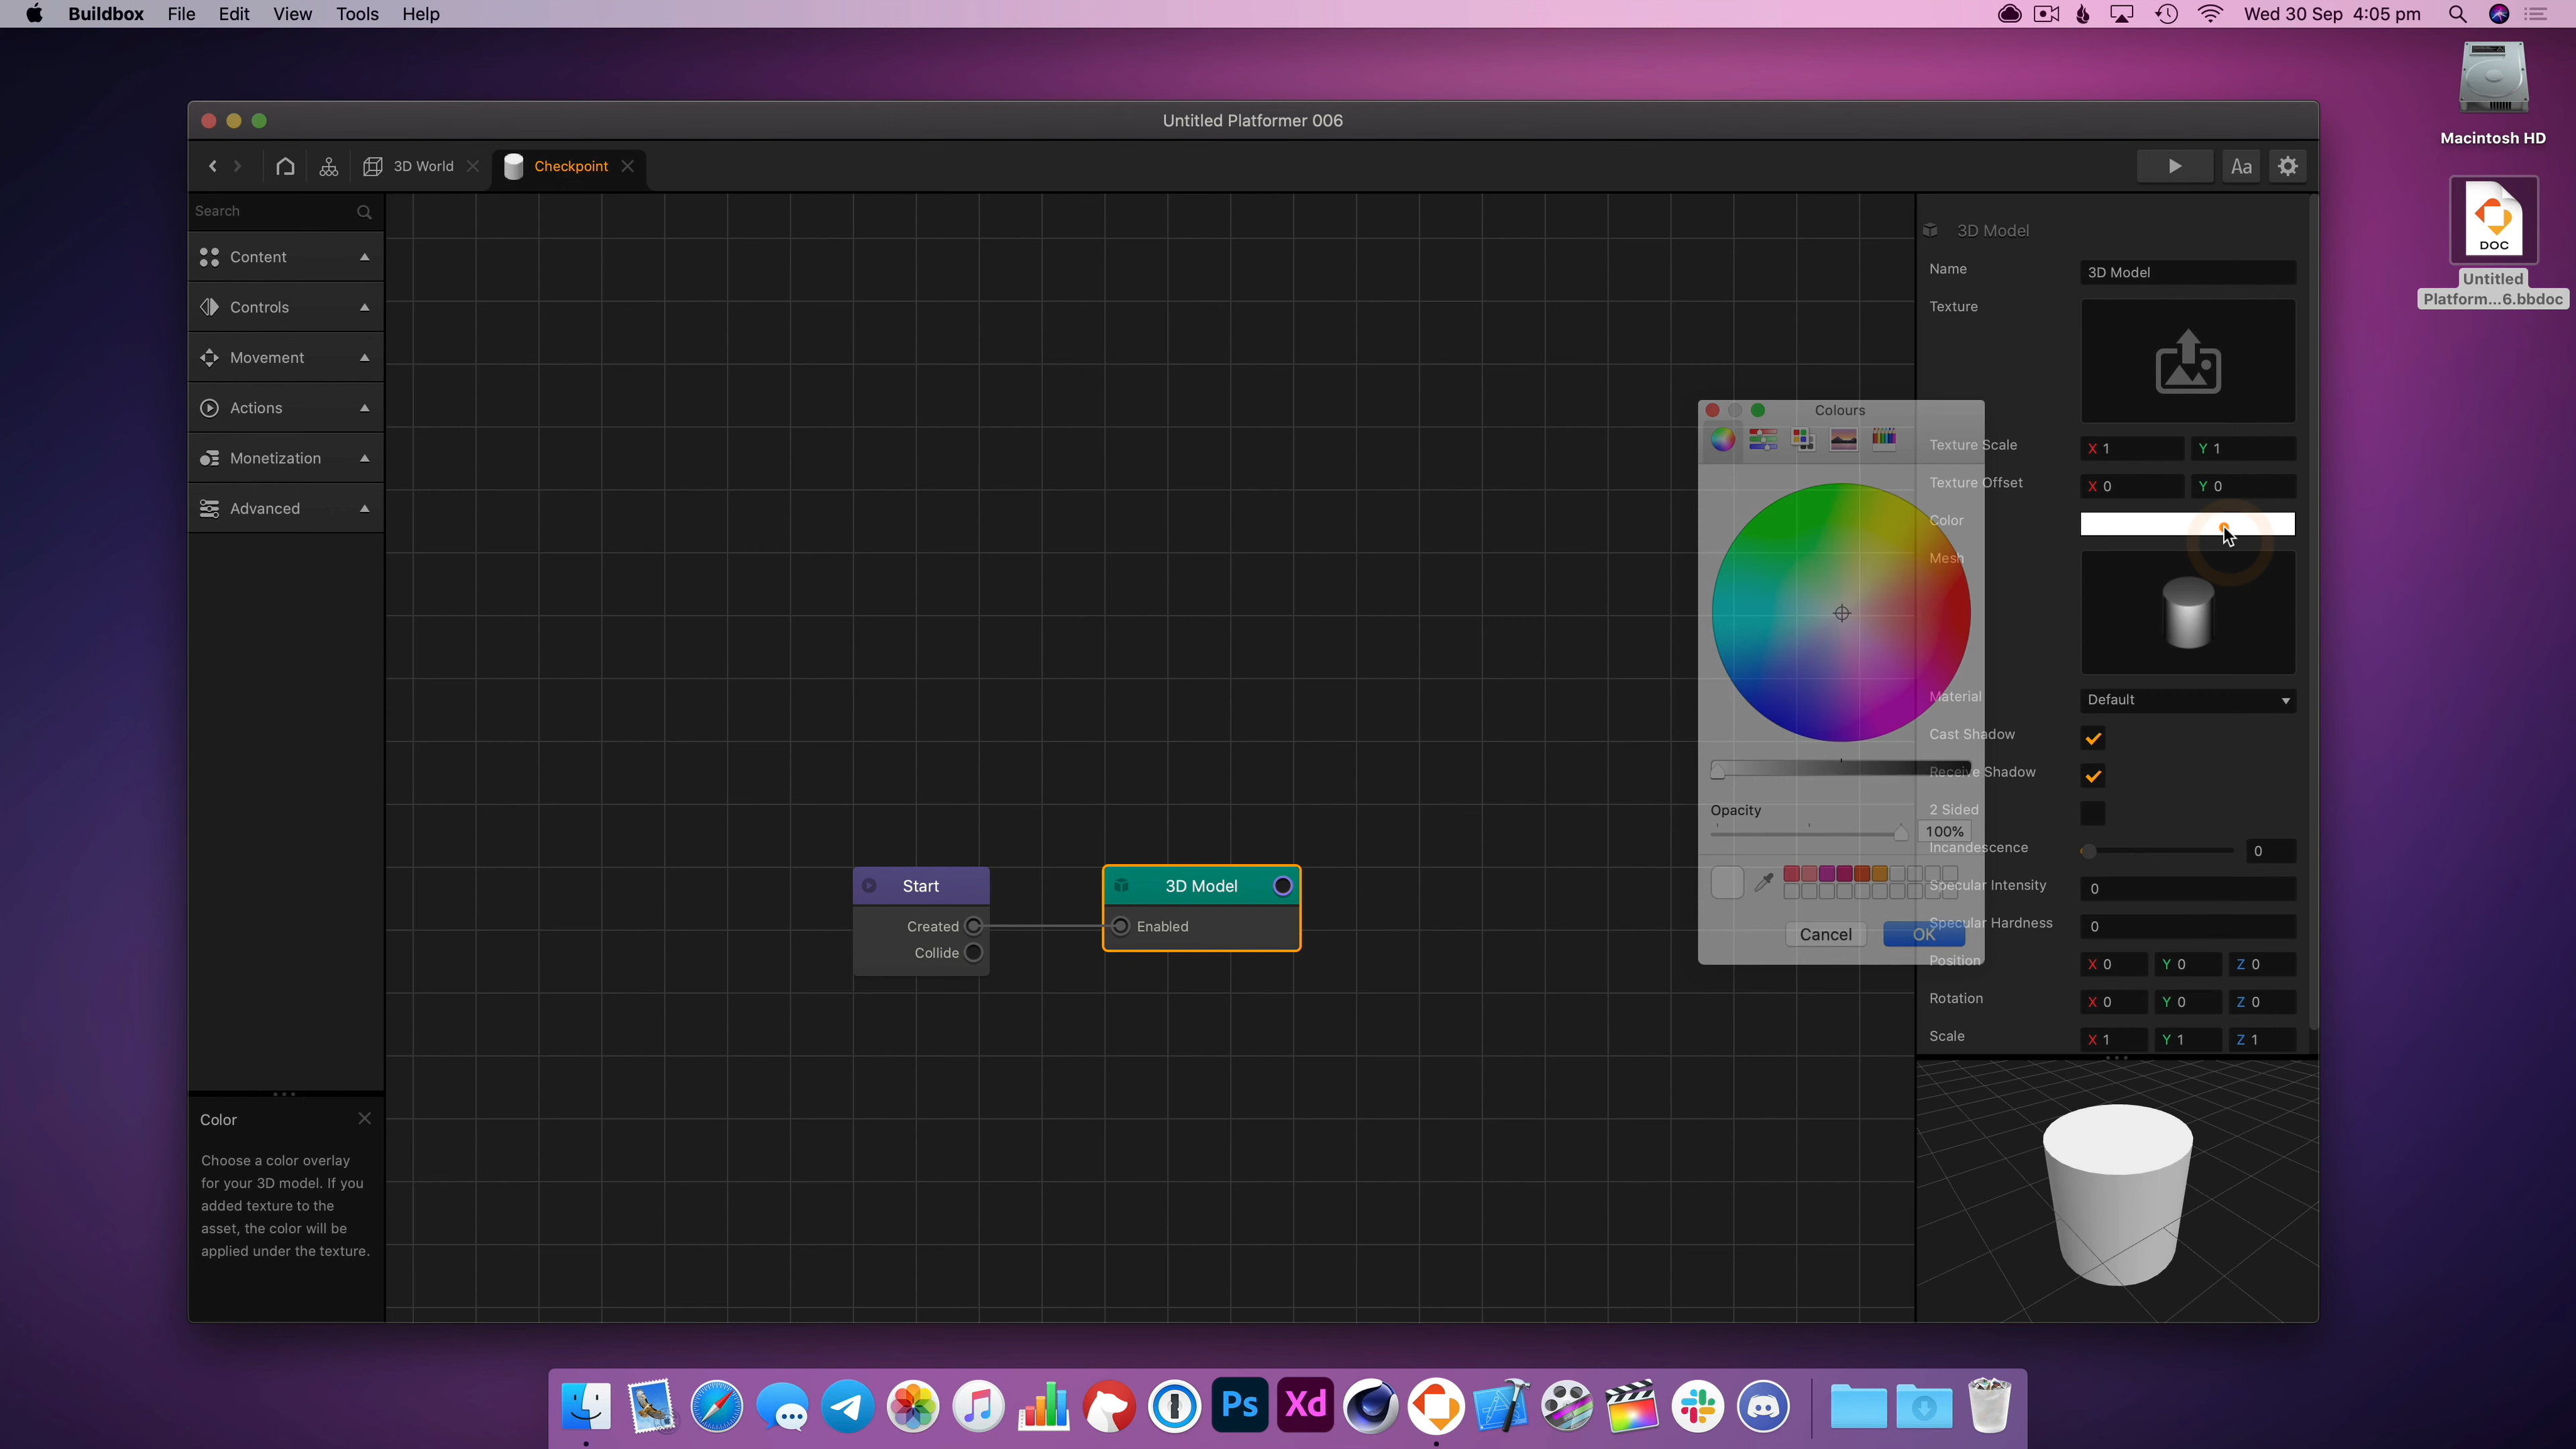 Buildbox File Edit View Tools Help
Wed 30 Sep 4:05 pm
Macintosh HD
DOC
Untitled
Platform...6.bbdoc
Untitled Platformer 006
3D World
Checkpoint
Aa
Search
Content
Controls
Movement
Actions
Monetization
Advanced
Color
Choose a color overlay
for your 3D model. If you
added texture to the
asset, the color will be
applied under the texture.
Start
Created
Collide
3D Model
Enabled
Colours
Opacity
100%
Cancel
OK
3D Model
Name 3D Model
Texture
Texture Scale X 1 Y 1
Texture Offset X 0 Y 0
Color
Mesh
Material Default
Cast Shadow
Receive Shadow
2 Sided
Incandescence 0
Specular Intensity 0
Specular Hardness 0
Position X 0 Y 0 Z 0
Rotation X 0 Y 0 Z 0
Scale X 1 Y 1 Z 1
Ps
Xd